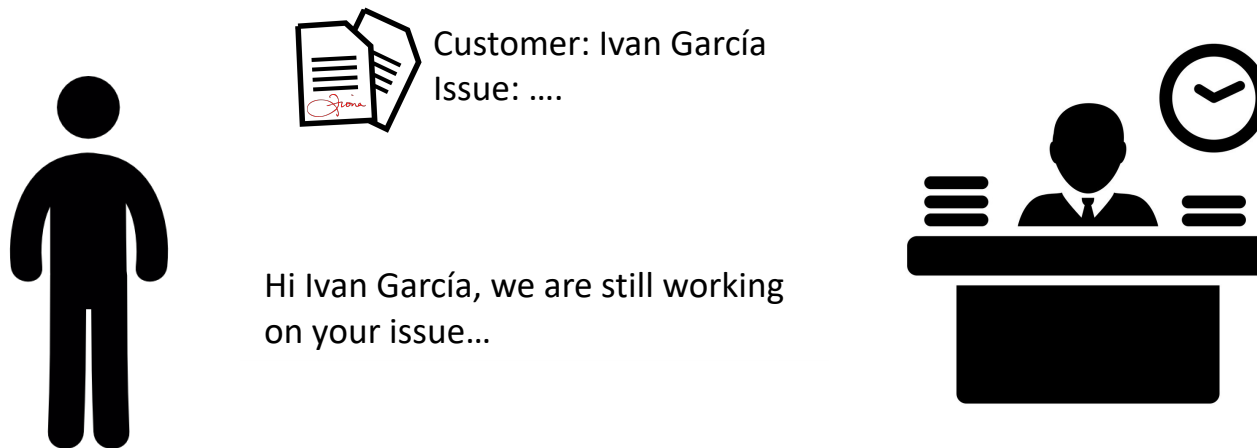 Customer: Ivan García
Issue: ....
Hi Ivan García, we are still working
on your issue…